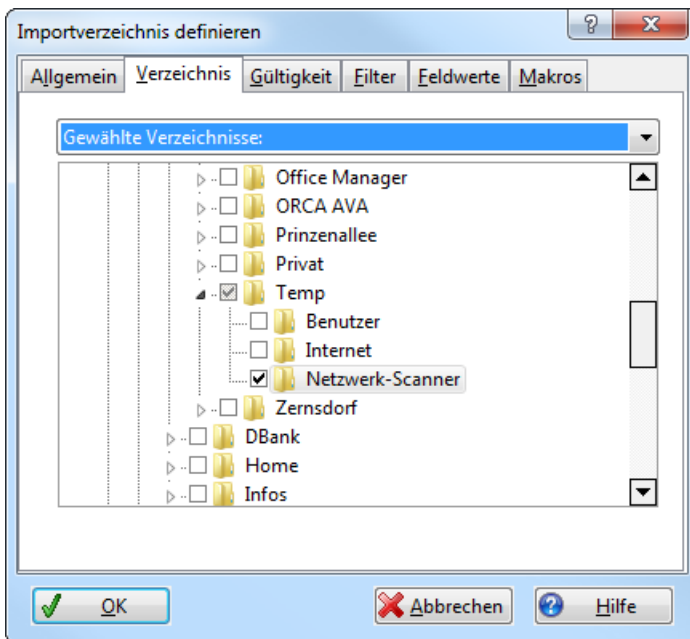 Importverzeichnis definieren
Allgemein Verzeichnis Gültigkeit Filter Feldwerte Makros
Gewählte Verzeichnisse:
Office Manager
ORCA AVA
Prinzenallee
Privat
Temp
Benutzer
Internet
Netzwerk-Scanner
Zernsdorf
DBank
Home
Infos
OK Abbrechen Hilfe